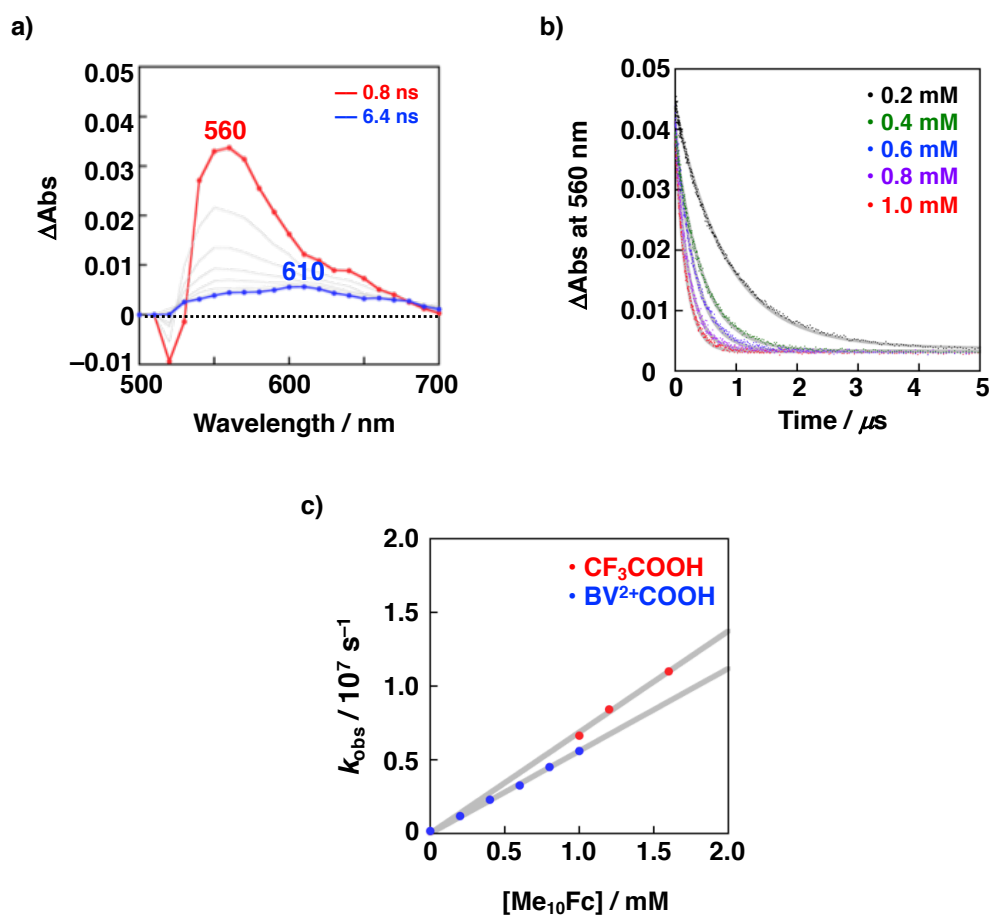 a)
0.05
0.04
0.03
0.02
0.01
0
–0.01
ΔAbs
0.8 ns
6.4 ns
560
610
500
600
700
Wavelength / nm
b)
0.05
0.04
0.03
0.02
0.01
0
ΔAbs at 560 nm
0.2 mM
0.4 mM
0.6 mM
0.8 mM
1.0 mM
0
1
2
3
4
5
Time / μs
c)
2.0
1.5
1.0
0.5
0
kobs / 10⁷ s⁻¹
CF₃COOH
BV²⁺COOH
0
0.5
1.0
1.5
2.0
[Me₁₀Fc] / mM